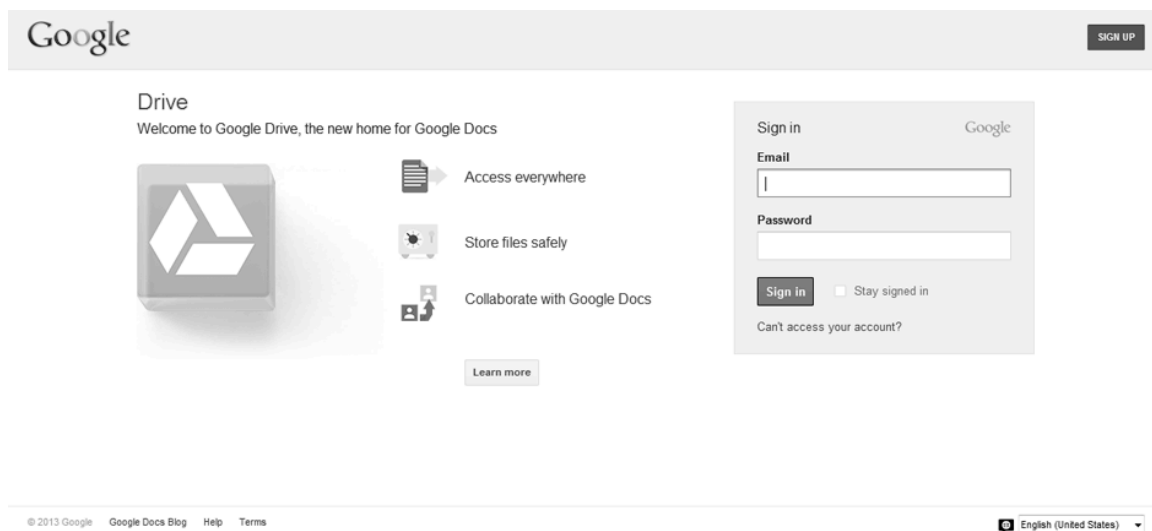 Google
SIGN UP
Drive
Welcome to Google Drive, the new home for Google Docs
Access everywhere
Store files safely
Collaborate with Google Docs
Learn more
Sign in Google
Email
Password
Sign in Stay signed in
Can't access your account?
© 2013 Google Google Docs Blog Help Terms
English (United States)